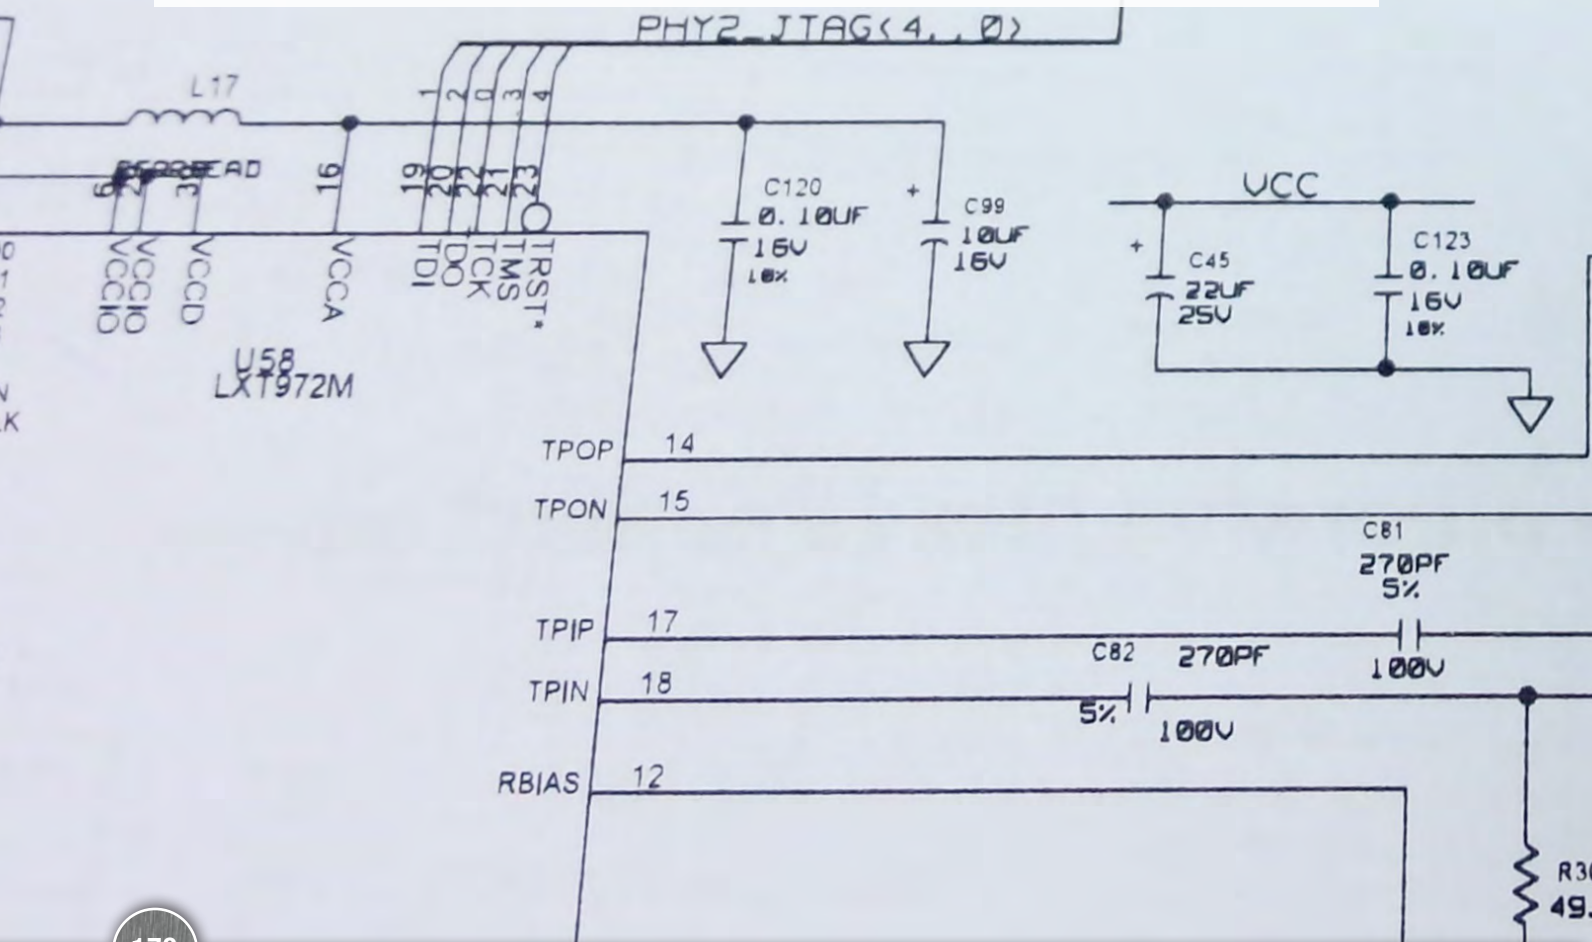 PHY2_JTAG<4..0>
L17
1
2
0
3
4
6
16
19
20
22
21
23
VCCIO
VCCIO
VCCD
VCCA
TDI
TDO
TCK
TMS
TRST*
U58
LXT972M
C120
0.10UF
16V
10%
+
C99
10UF
16V
VCC
+
C45
22UF
25V
C123
0.10UF
16V
10%
TPOP
14
TPON
15
C81
270PF
5%
100V
TPIP
17
C82
270PF
TPIN
18
5%
100V
RBIAS
12
49.